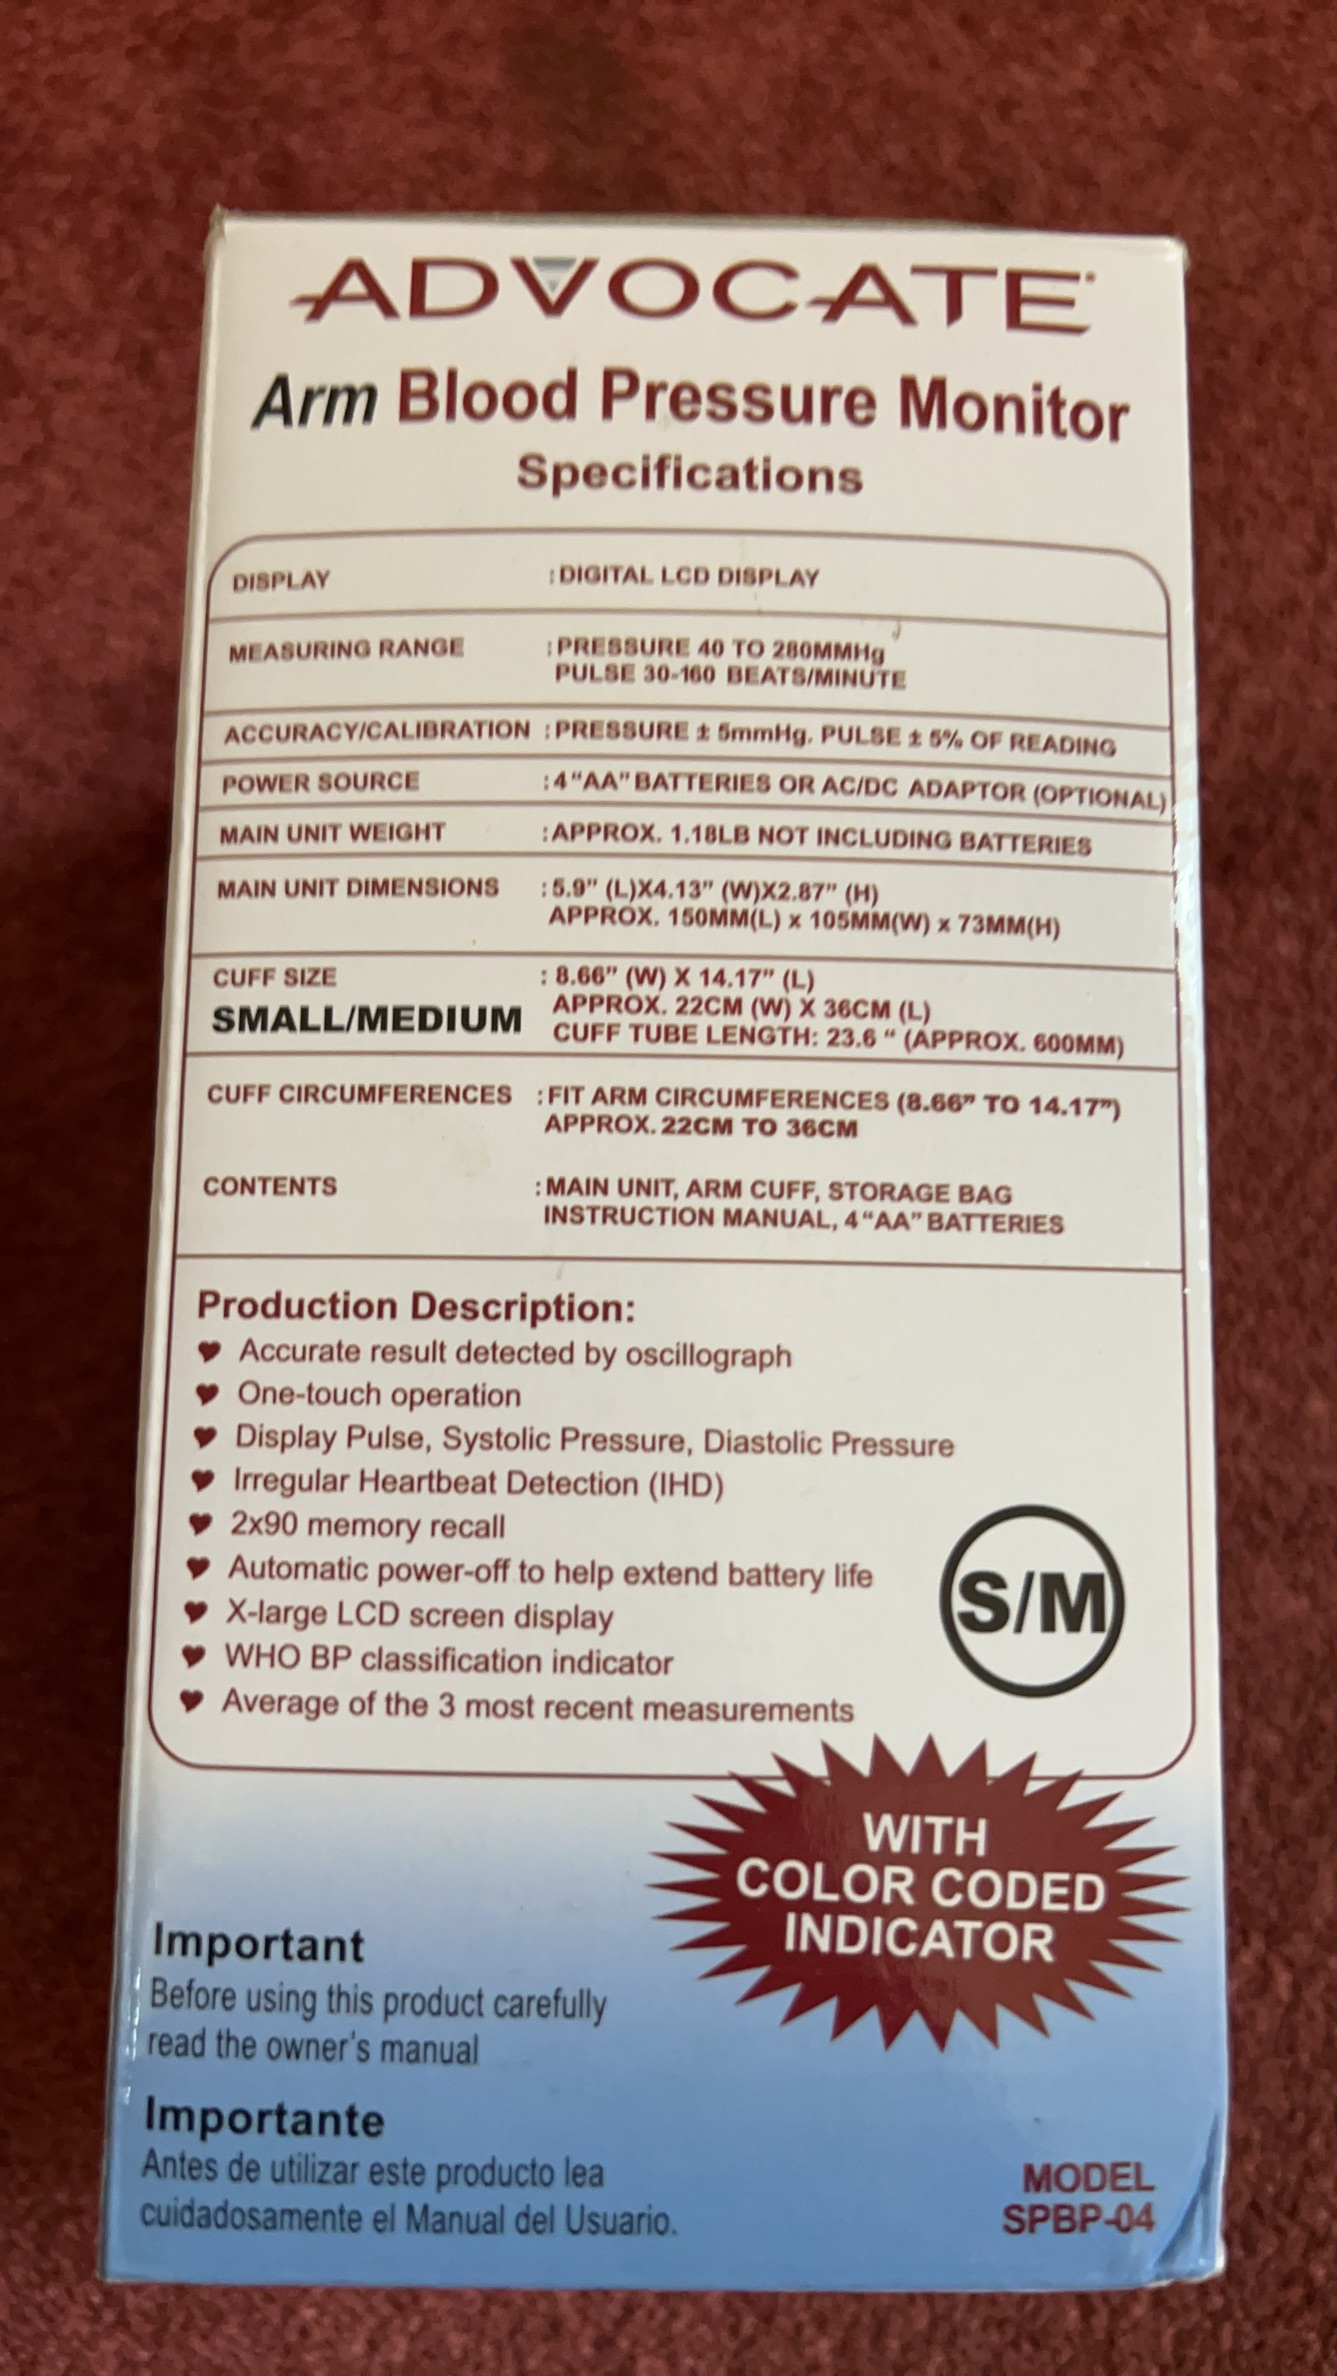 ADVOCATE
Arm Blood Pressure Monitor
Specifications
DISPLAY : DIGITAL LCD DISPLAY
MEASURING RANGE : PRESSURE 40 TO 280MMHg
PULSE 30-160 BEATS/MINUTE
ACCURACY/CALIBRATION : PRESSURE ± 5mmHg. PULSE ± 5% OF READING
POWER SOURCE : 4 “AA” BATTERIES OR AC/DC ADAPTOR (OPTIONAL)
MAIN UNIT WEIGHT : APPROX. 1.18LB NOT INCLUDING BATTERIES
MAIN UNIT DIMENSIONS : 5.9” (L)X4.13” (W)X2.87” (H)
APPROX. 150MM(L) x 105MM(W) x 73MM(H)
CUFF SIZE : 8.66” (W) X 14.17” (L)
SMALL/MEDIUM APPROX. 22CM (W) X 36CM (L)
CUFF TUBE LENGTH: 23.6 “ (APPROX. 600MM)
CUFF CIRCUMFERENCES : FIT ARM CIRCUMFERENCES (8.66” TO 14.17”)
APPROX. 22CM TO 36CM
CONTENTS : MAIN UNIT, ARM CUFF, STORAGE BAG
INSTRUCTION MANUAL, 4 “AA” BATTERIES
Production Description:
Accurate result detected by oscillograph
One-touch operation
Display Pulse, Systolic Pressure, Diastolic Pressure
Irregular Heartbeat Detection (IHD)
2x90 memory recall
Automatic power-off to help extend battery life
X-large LCD screen display
WHO BP classification indicator
Average of the 3 most recent measurements
S/M
WITH
COLOR CODED
INDICATOR
Important
Before using this product carefully
read the owner's manual
Importante
Antes de utilizar este producto lea
cuidadosamente el Manual del Usuario.
MODEL
SPBP-04